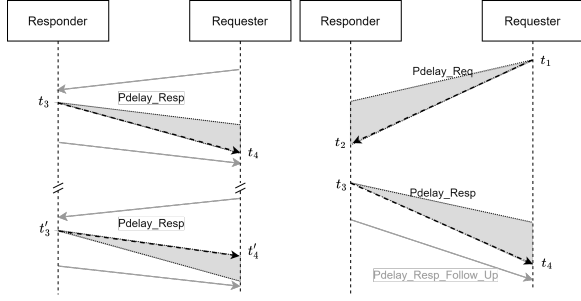 Responder
Requester
Responder
Requester
Pdelay_Resp
t₃
t₄
Pdelay_Resp
t′₃
t′₄
Pdelay_Req
t₁
t₂
t₃
Pdelay_Resp
t₄
Pdelay_Resp_Follow_Up